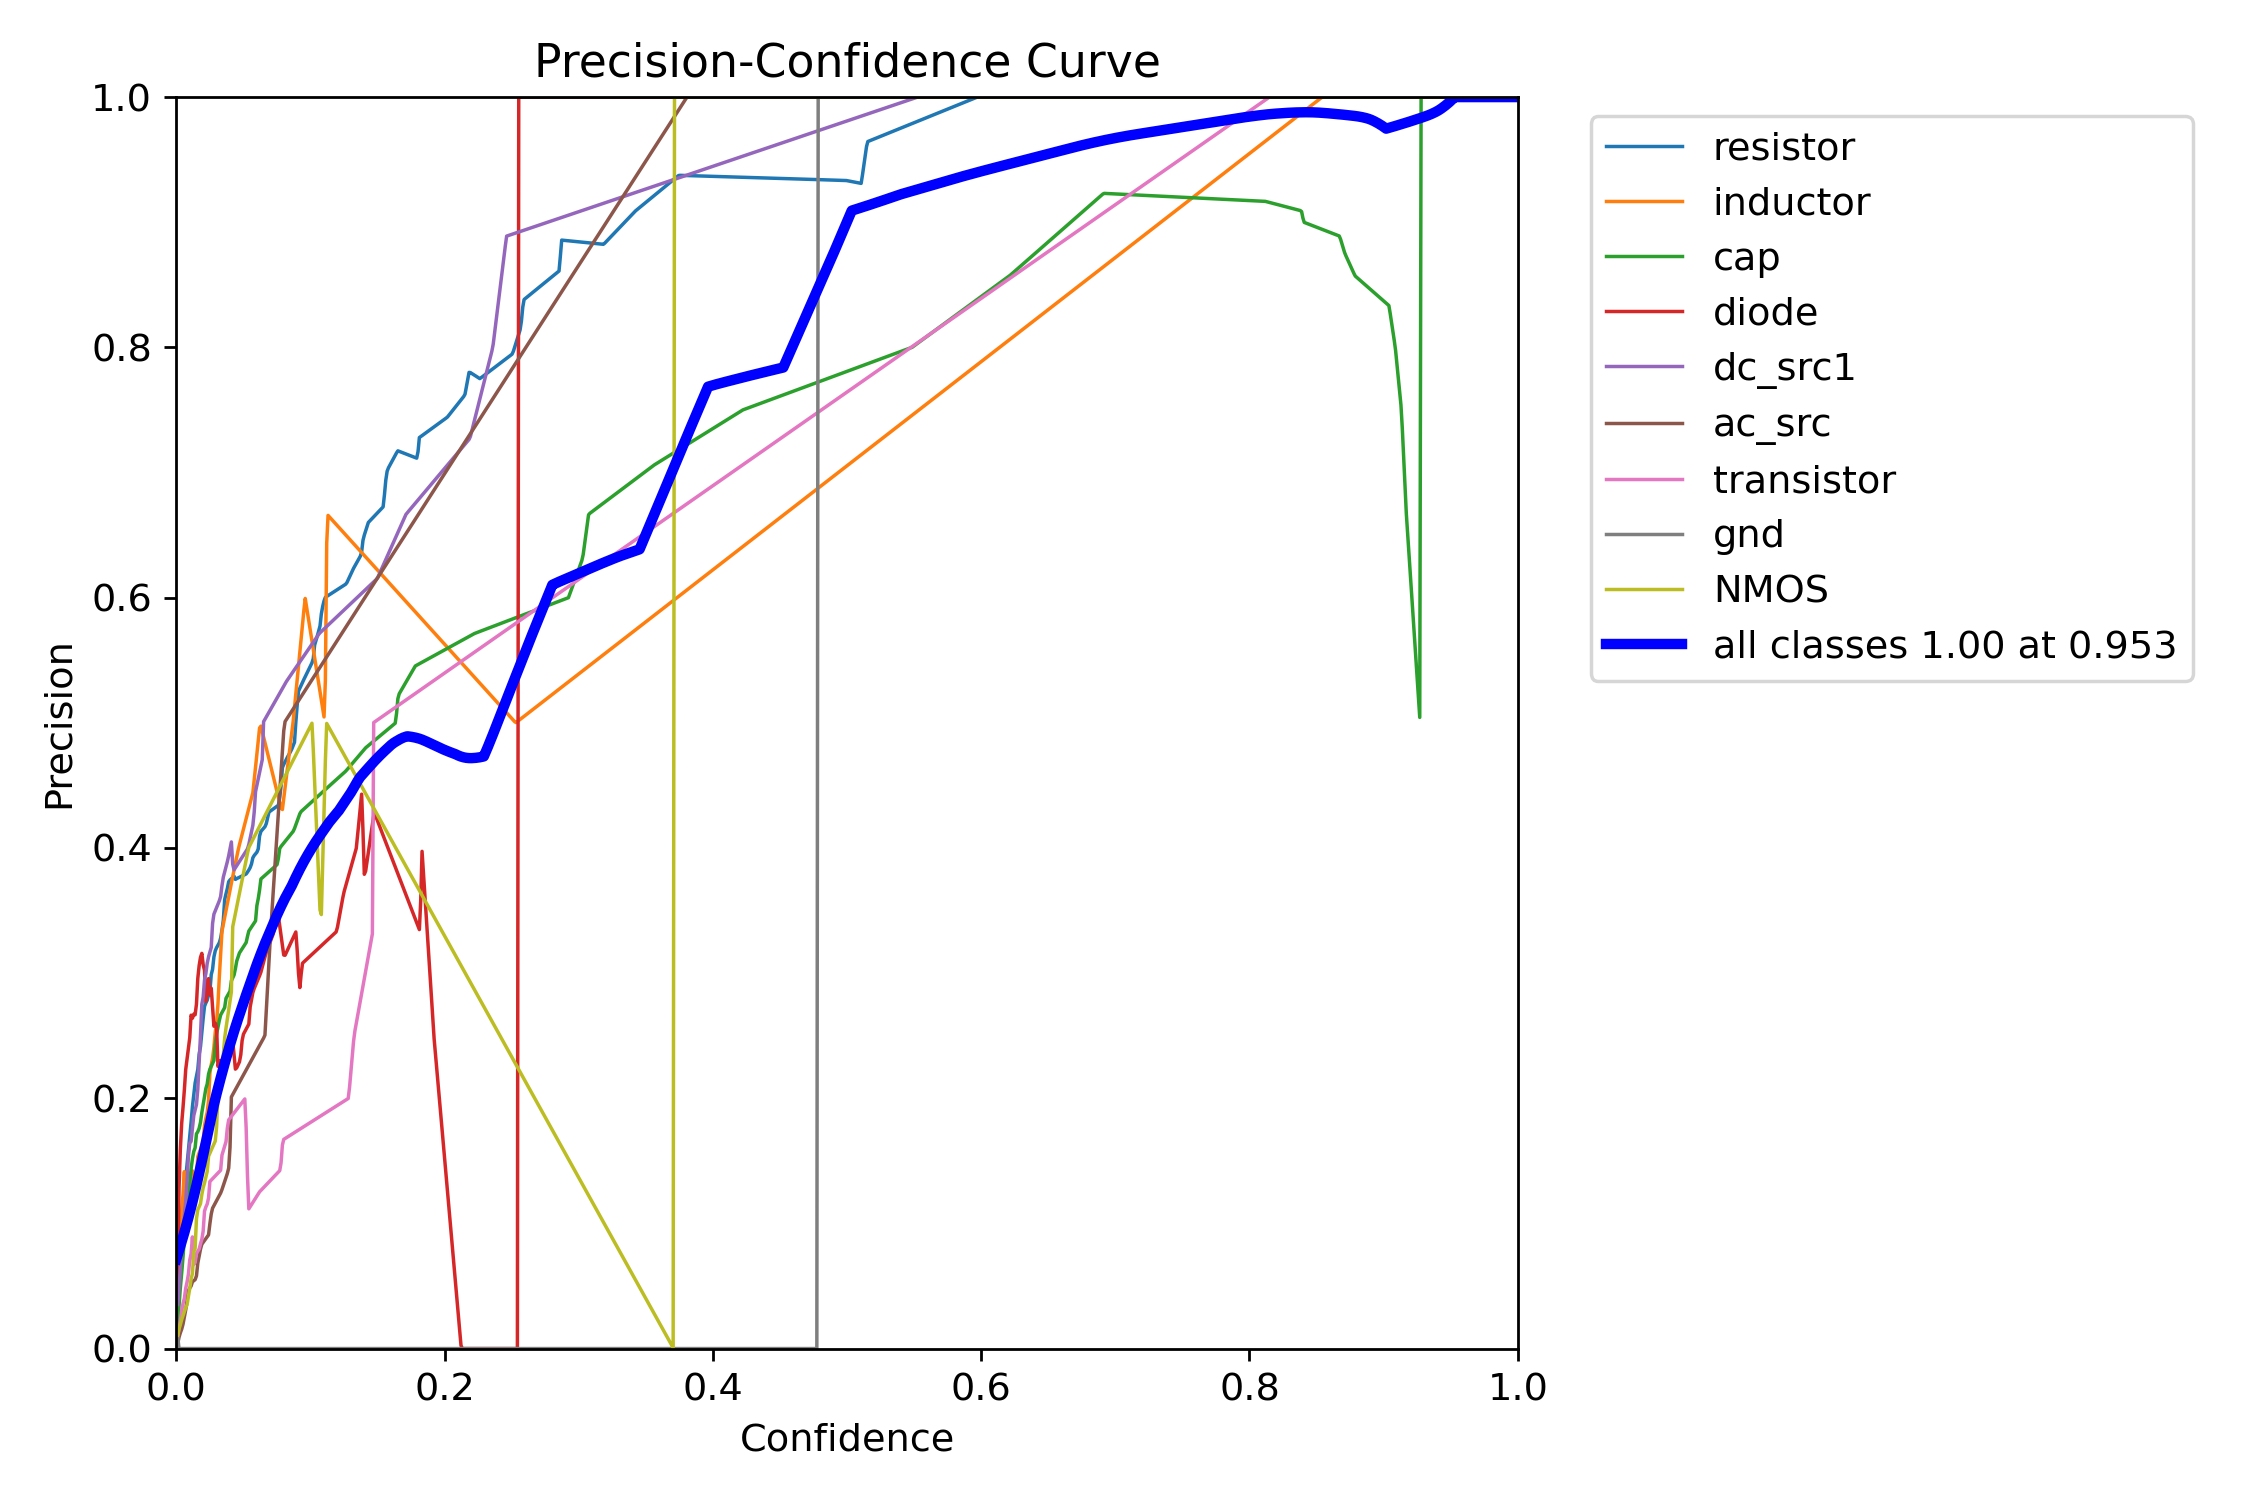 Precision-Confidence Curve
1.0
0.8
0.6
0.4
0.2
0.0
Precision
0.0
0.2
0.4
0.6
0.8
1.0
Confidence
resistor
inductor
cap
diode
dc_src1
ac_src
transistor
gnd
NMOS
all classes 1.00 at 0.953